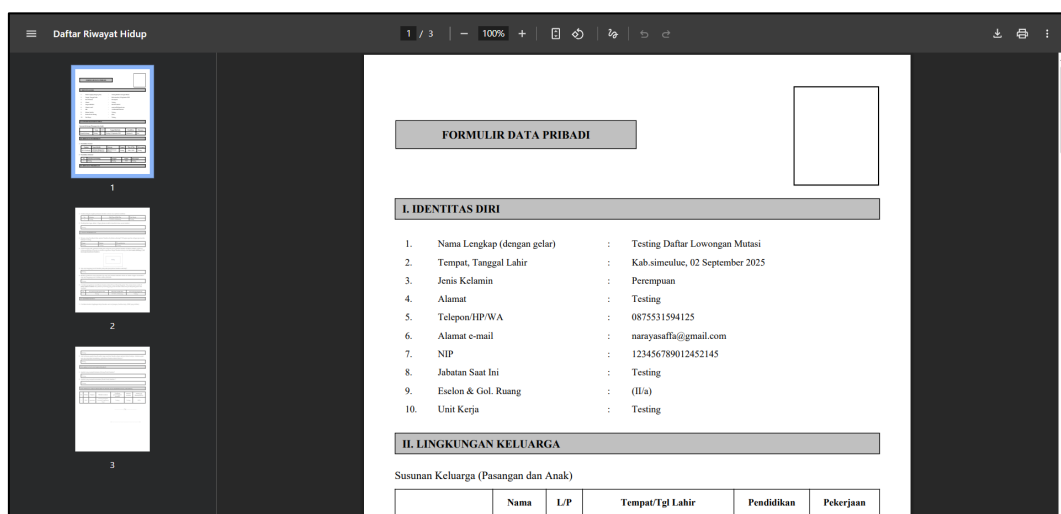 Daftar Riwayat Hidup
1 / 3
100%
FORMULIR DATA PRIBADI
I. IDENTITAS DIRI
1. Nama Lengkap (dengan gelar) : Testing Daftar Lowongan Mutasi
2. Tempat, Tanggal Lahir : Kab.simeulue, 02 September 2025
3. Jenis Kelamin : Perempuan
4. Alamat : Testing
5. Telepon/HP/WA : 0875531594125
6. Alamat e-mail : narayasaffa@gmail.com
7. NIP : 123456789012452145
8. Jabatan Saat Ini : Testing
9. Eselon & Gol. Ruang : (II/a)
10. Unit Kerja : Testing
II. LINGKUNGAN KELUARGA
Susunan Keluarga (Pasangan dan Anak)
Nama L/P Tempat/Tgl Lahir Pendidikan Pekerjaan
1
2
3